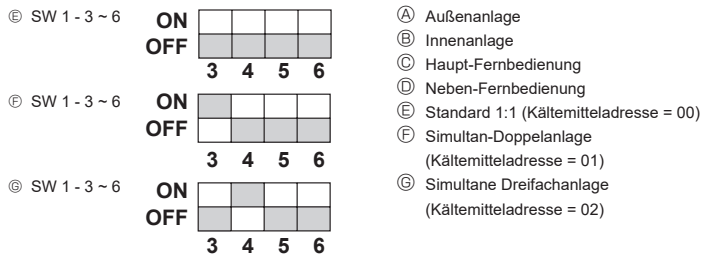 Ⓔ SW 1 - 3 ~ 6
ON
OFF
3 4 5 6
Ⓕ SW 1 - 3 ~ 6
ON
OFF
3 4 5 6
Ⓖ SW 1 - 3 ~ 6
ON
OFF
3 4 5 6
Ⓐ Außenanlage
Ⓑ Innenanlage
Ⓒ Haupt-Fernbedienung
Ⓓ Neben-Fernbedienung
Ⓔ Standard 1:1 (Kältemitteladresse = 00)
Ⓕ Simultan-Doppelanlage
(Kältemitteladresse = 01)
Ⓖ Simultane Dreifachanlage
(Kältemitteladresse = 02)